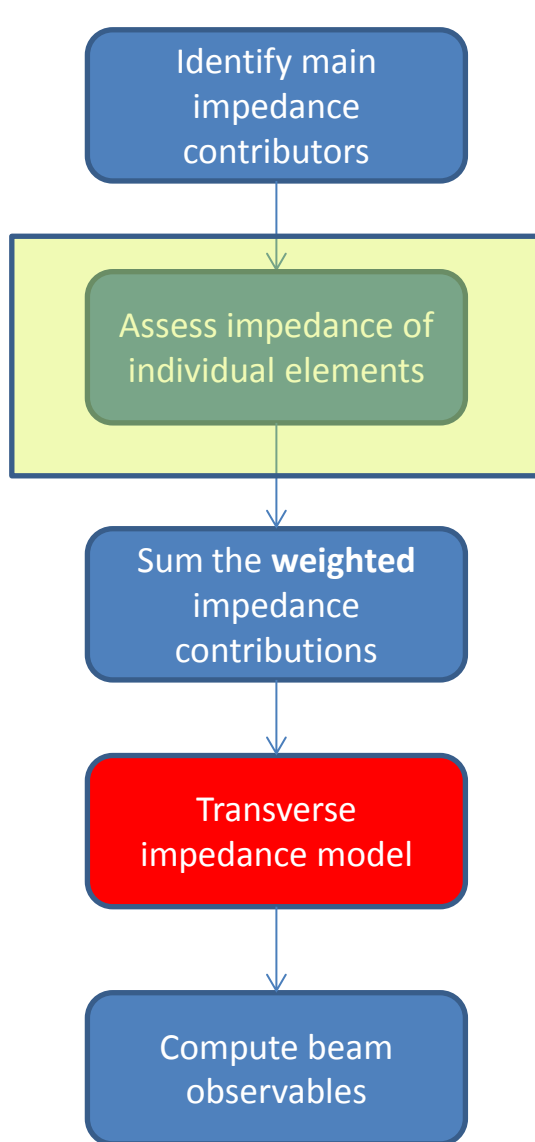 Identify main
impedance
contributors
Assess impedance of
individual elements
Sum the weighted
impedance
contributions
Transverse
impedance model
Compute beam
observables